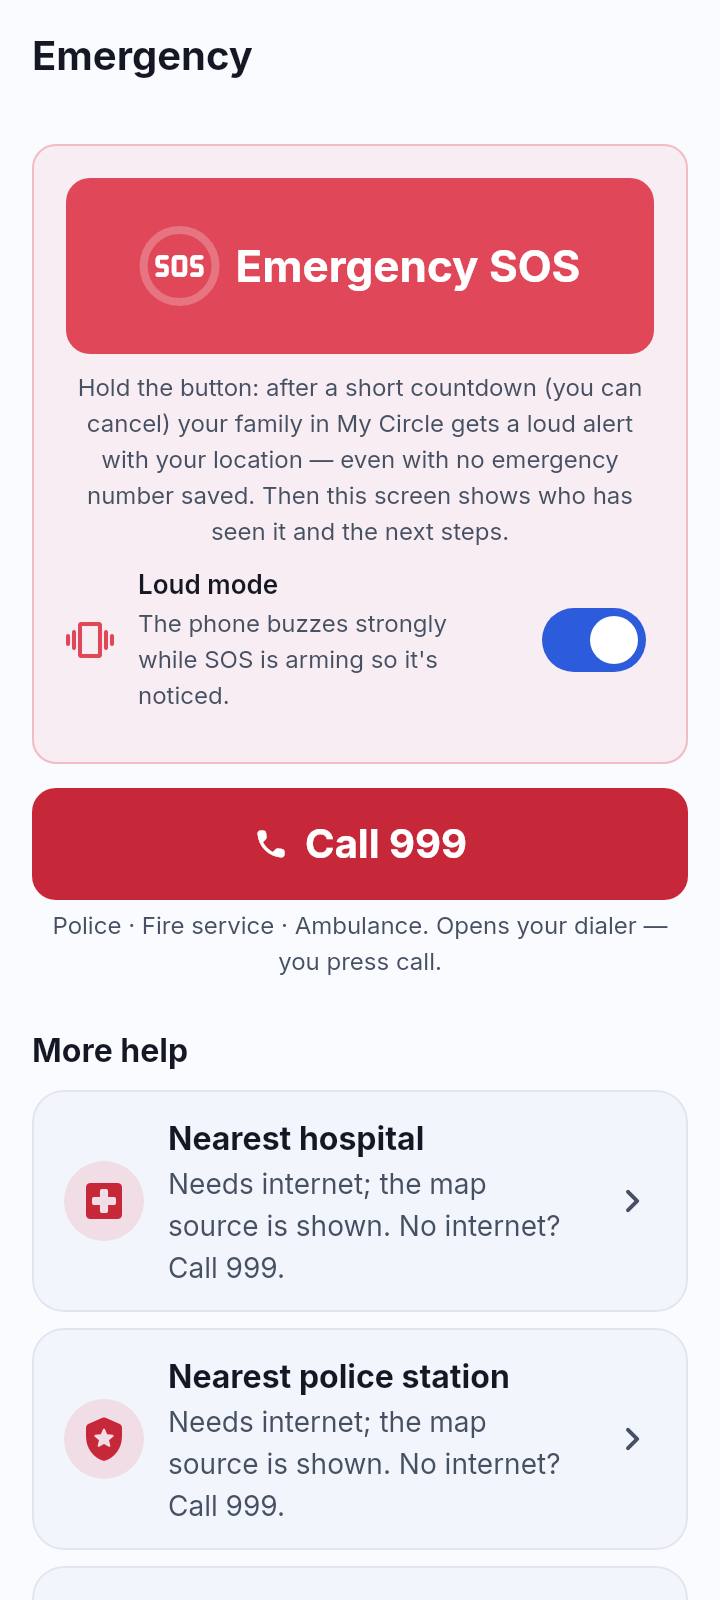 Emergency
SOS Emergency SOS
Hold the button: after a short countdown (you can
cancel) your family in My Circle gets a loud alert
with your location — even with no emergency
number saved. Then this screen shows who has
seen it and the next steps.
Loud mode
The phone buzzes strongly
while SOS is arming so it's
noticed.
Call 999
Police · Fire service · Ambulance. Opens your dialer —
you press call.
More help
Nearest hospital
Needs internet; the map
source is shown. No internet?
Call 999.
Nearest police station
Needs internet; the map
source is shown. No internet?
Call 999.